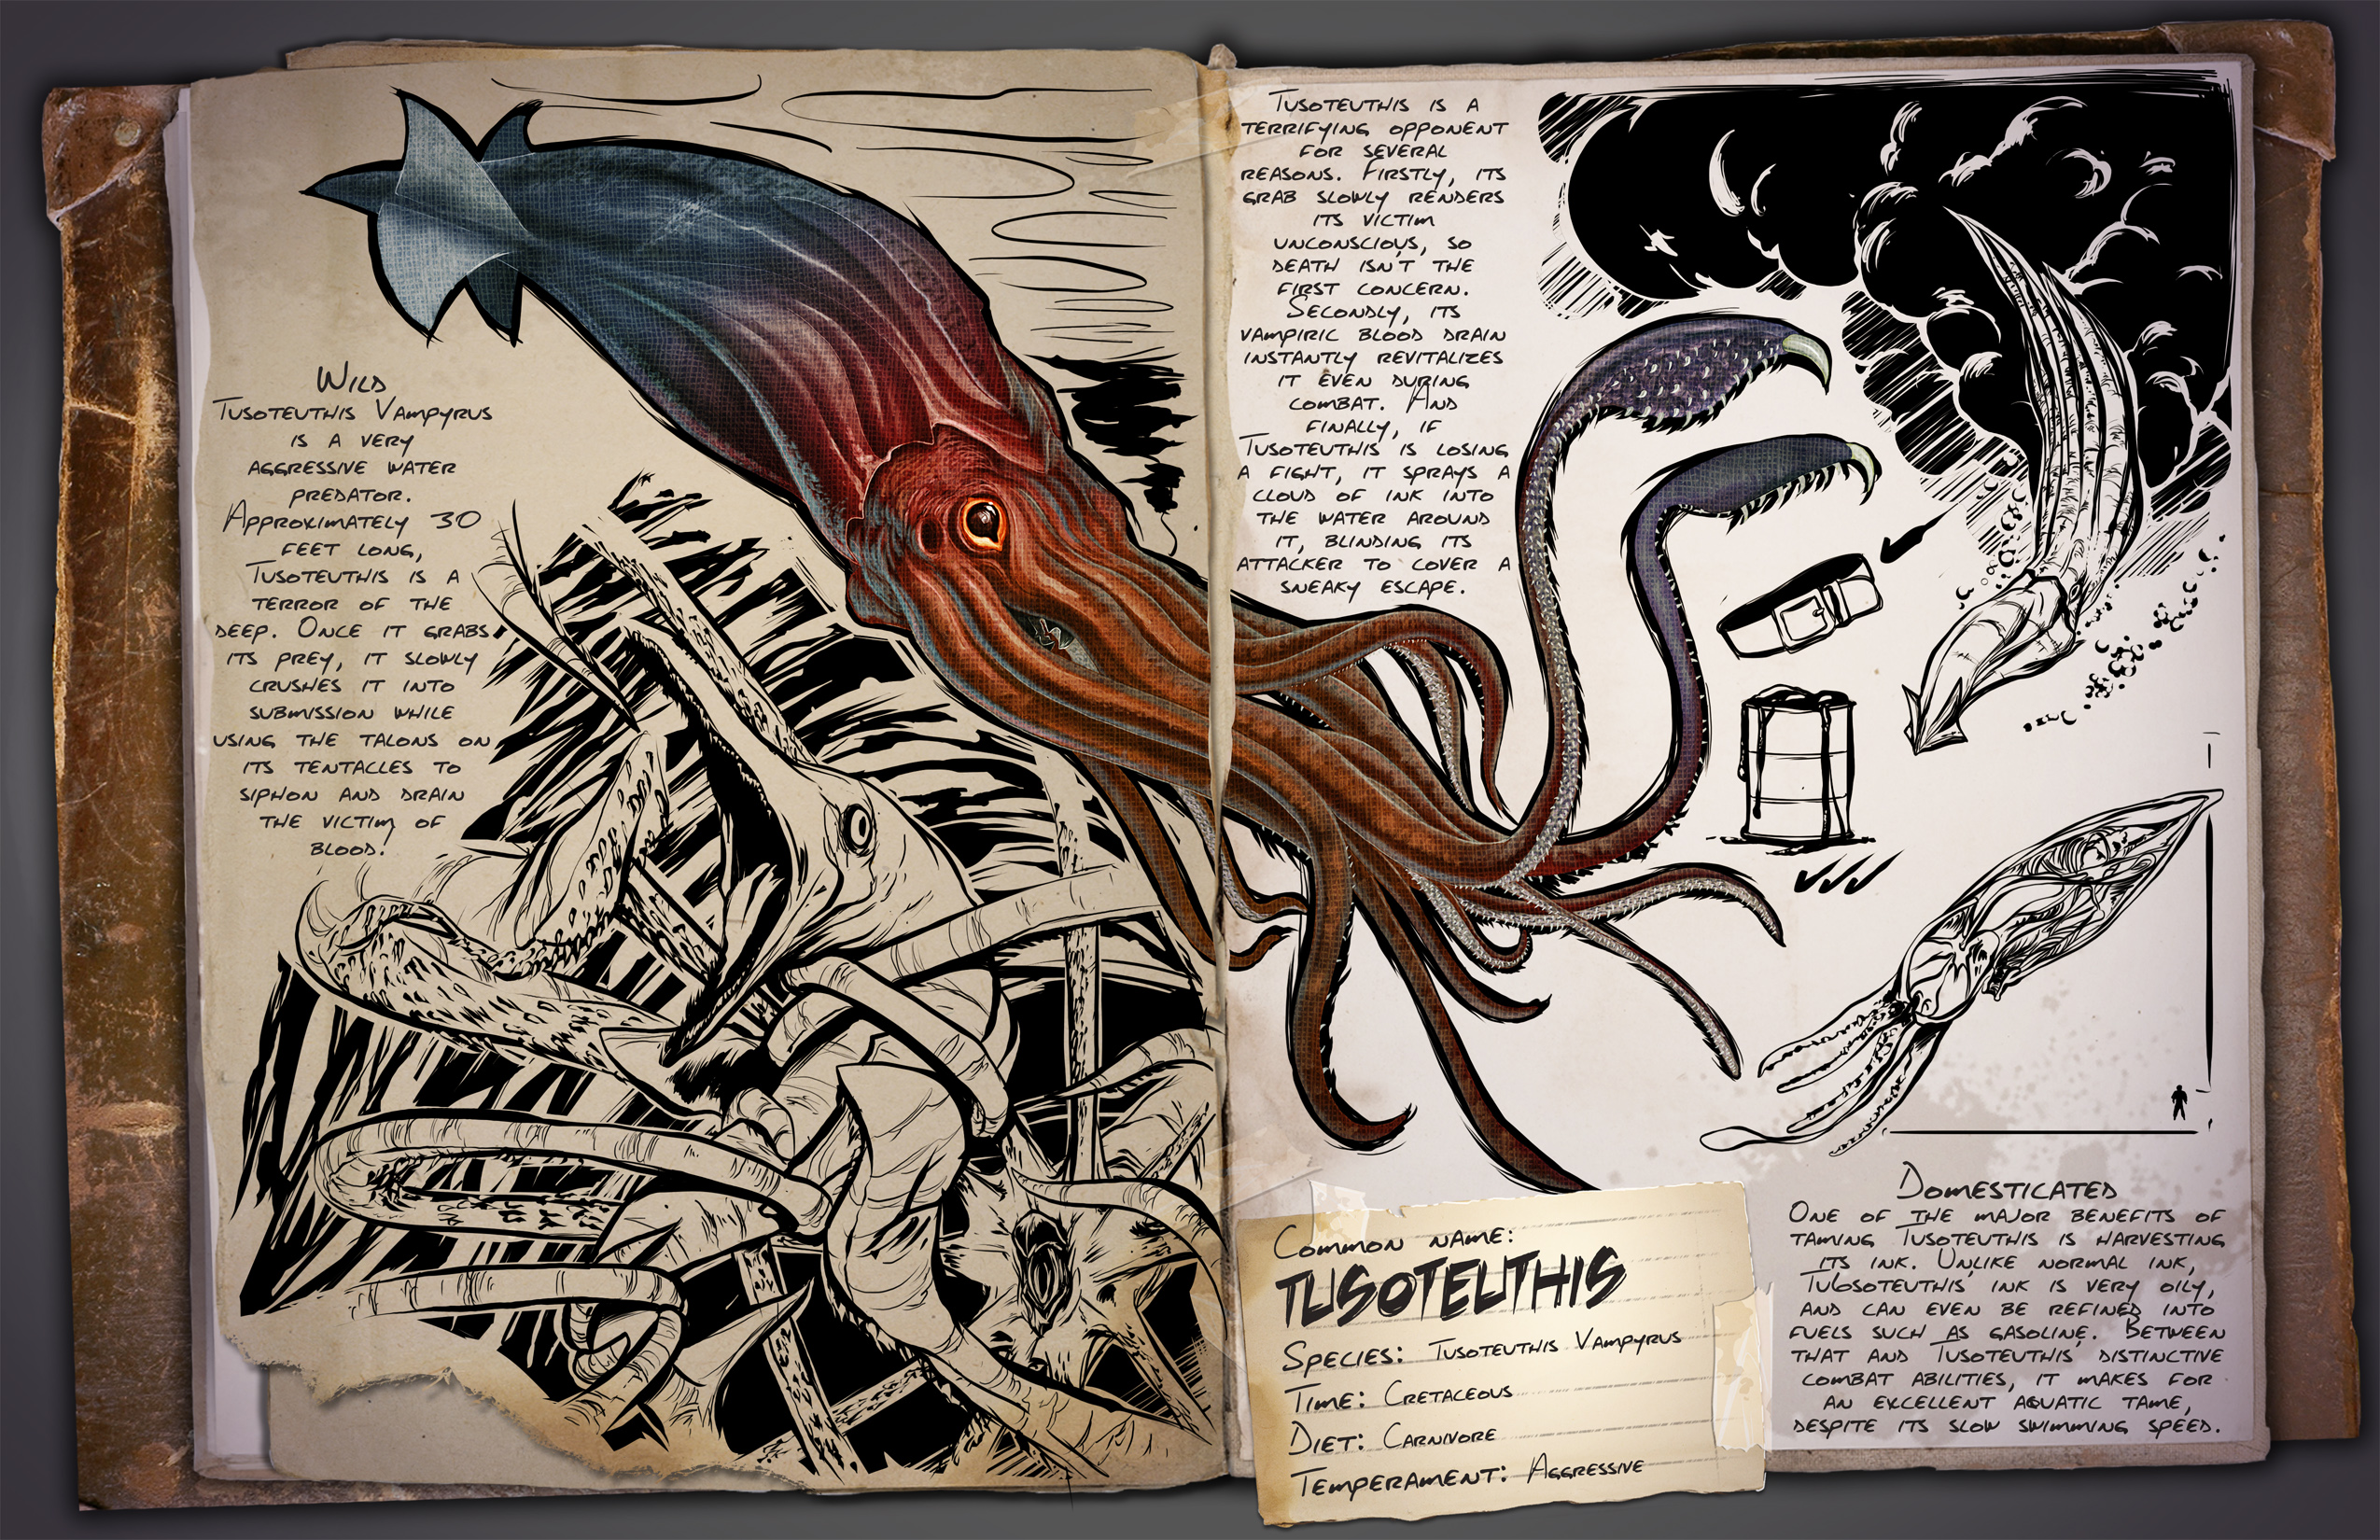 Wild
Tusoteuthis Vampyrus
is a very
aggressive water
predator.
Approximately 30
feet long,
Tusoteuthis is a
terror of the
deep. Once it grabs
its prey, it slowly
crushes it into
submission while
using the talons on
its tentacles to
siphon and drain
the victim of
blood.
Tusoteuthis is a
terrifying opponent
for several
reasons. Firstly, its
grab slowly renders
its victim
unconscious, so
death isn't the
first concern.
Secondly, its
vampiric blood drain
instantly revitalizes
it even during
combat. And
finally, if
Tusoteuthis is losing
a fight, it sprays a
cloud of ink into
the water around
it, blinding its
attacker to cover a
sneaky escape.
Common name:
TUSOTEUTHIS
Species: Tusoteuthis Vampyrus
Time: Cretaceous
Diet: Carnivore
Temperament: Aggressive
Domesticated
One of the major benefits of
taming Tusoteuthis is harvesting
its ink. Unlike normal ink,
Tubsoteuthis' ink is very oily,
and can even be refined into
fuels such as gasoline. Between
that and Tusoteuthis' distinctive
combat abilities, it makes for
an excellent aquatic tame,
despite its slow swimming speed.